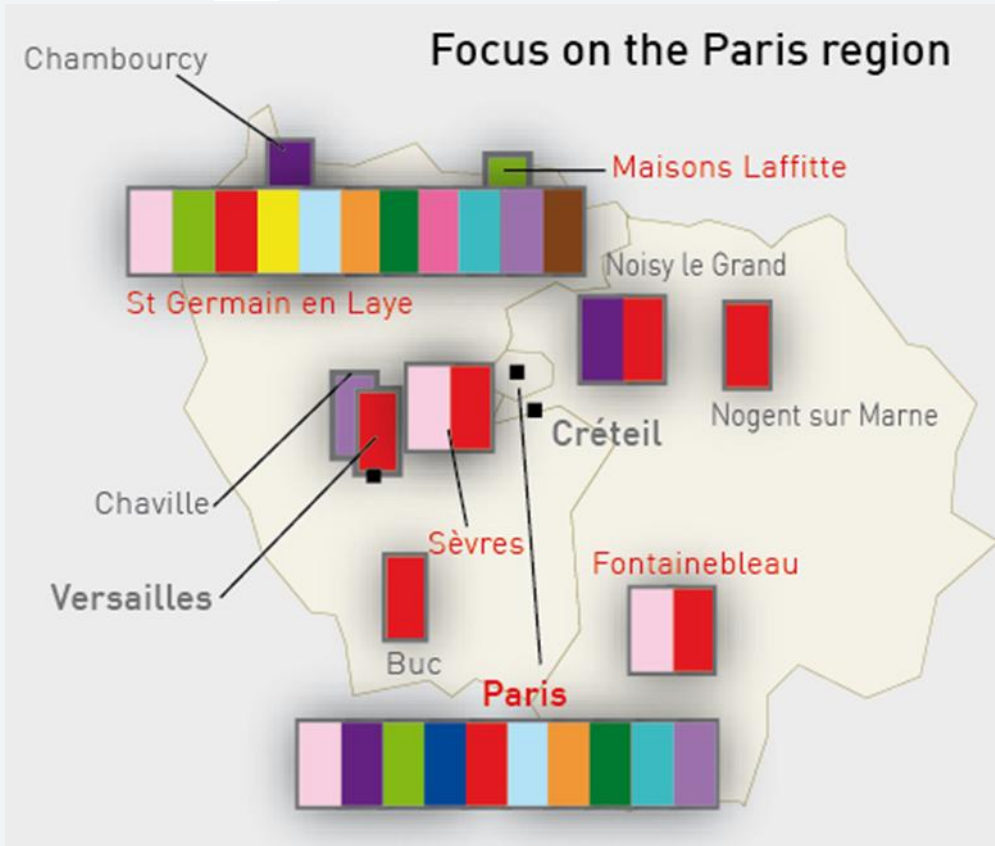 Focus on the Paris region
Chambourcy
Maisons Laffitte
Noisy le Grand
St Germain en Laye
Nogent sur Marne
Créteil
Chaville
Sèvres
Fontainebleau
Versailles
Buc
Paris